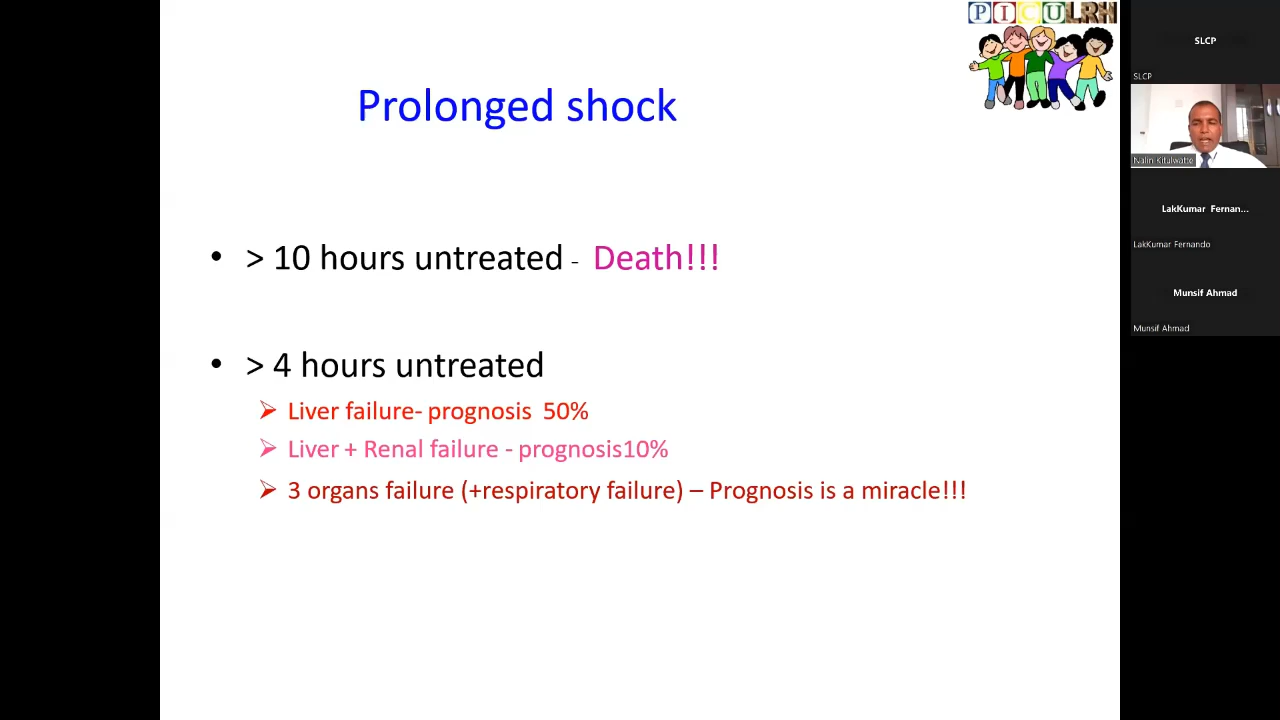 PICULRH
Prolonged shock
• > 10 hours untreated - Death!!!
• > 4 hours untreated
➢ Liver failure- prognosis 50%
➢ Liver + Renal failure - prognosis10%
➢ 3 organs failure (+respiratory failure) – Prognosis is a miracle!!!
SLCP
SLCP
Nalin Kitulwatte
LakKumar Fernan...
LakKumar Fernando
Munsif Ahmad
Munsif Ahmad